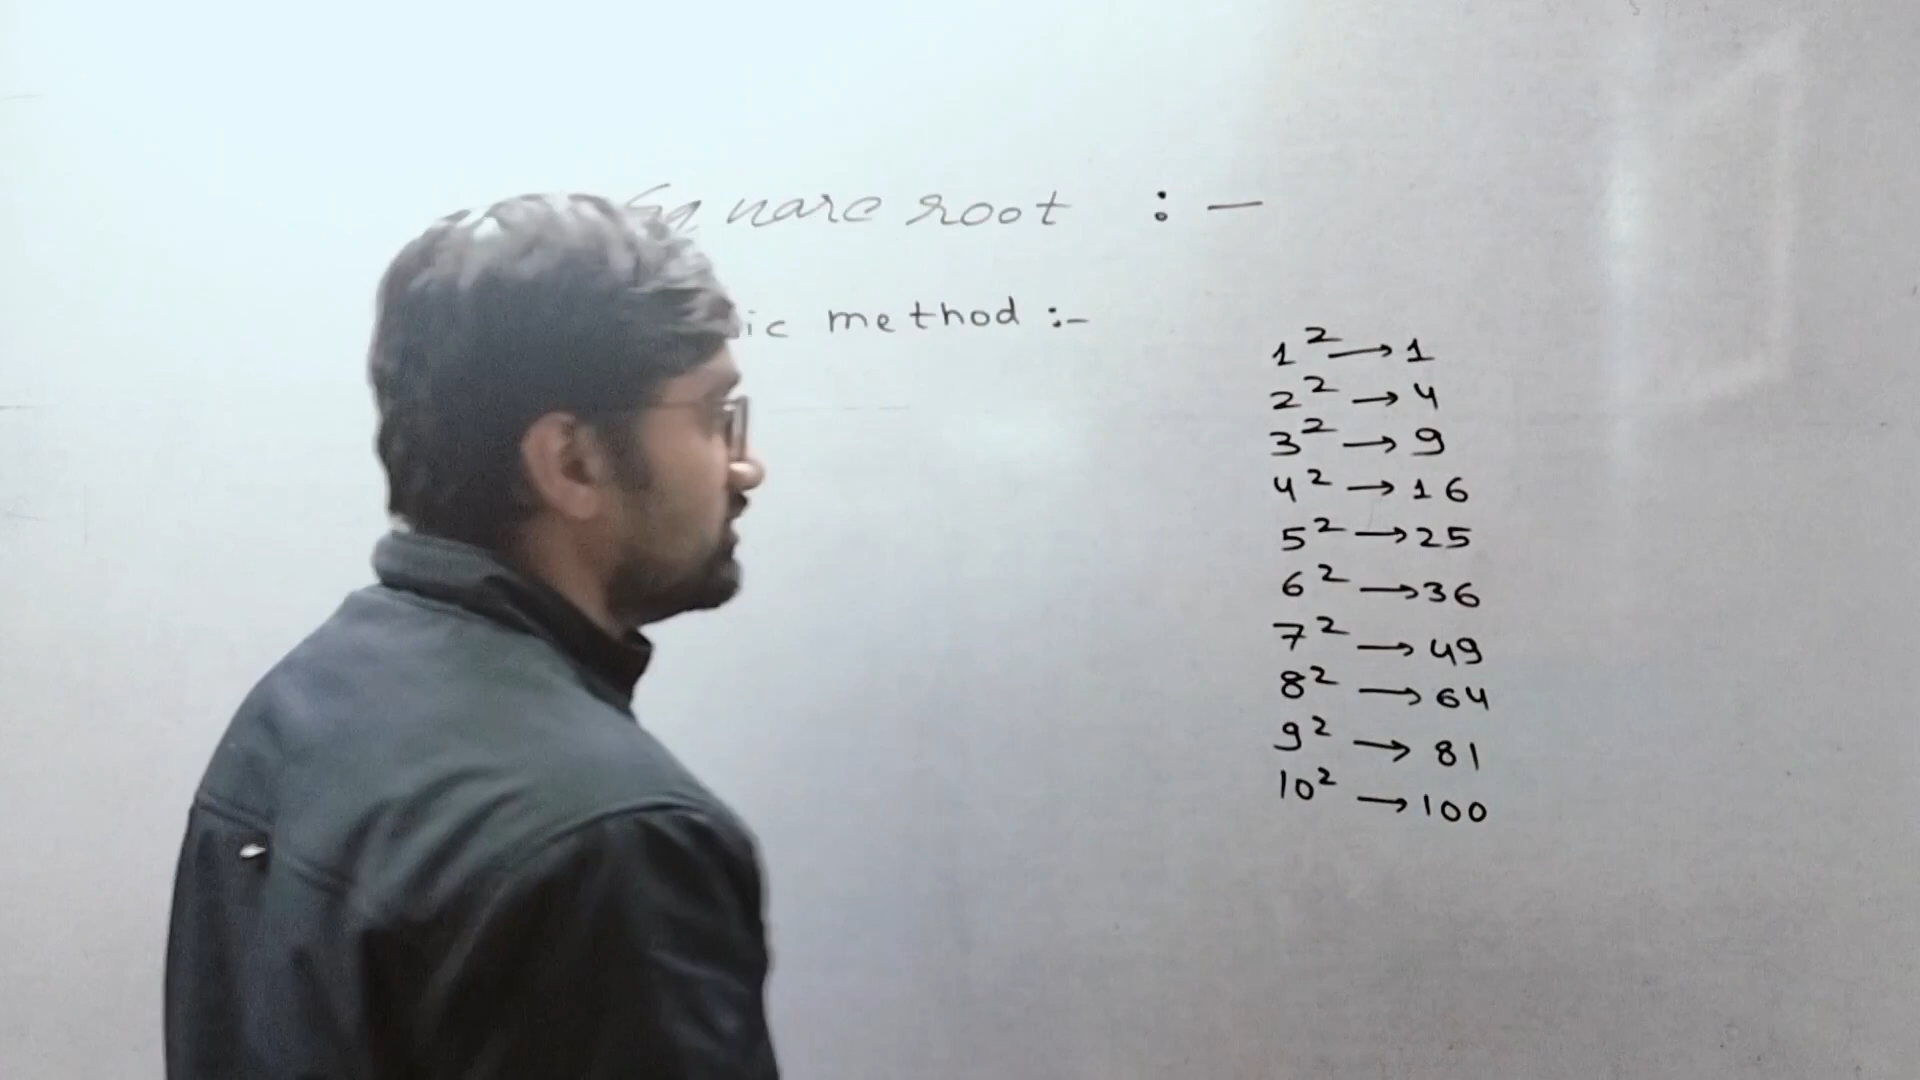 Square root :-
method :-
1² → 1
2² → 4
3² → 9
4² → 16
5² → 25
6² → 36
7² → 49
8² → 64
9² → 81
10² → 100